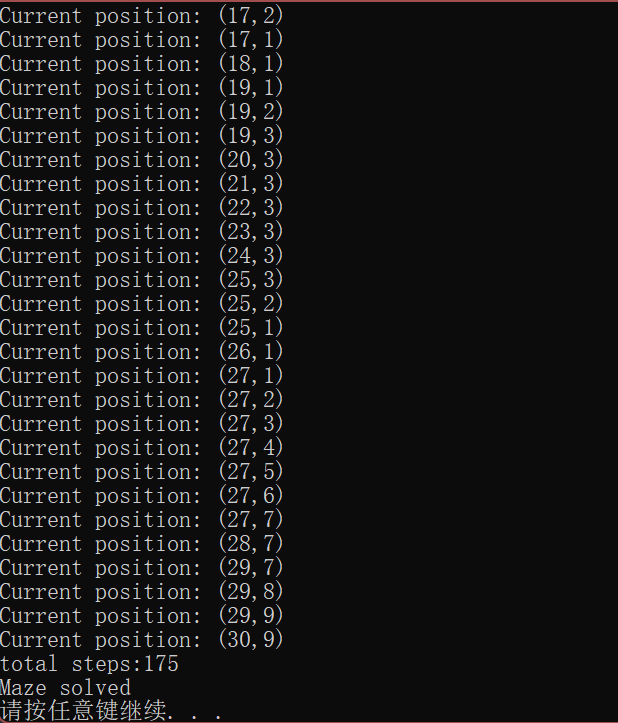 Current position: (17,2)
Current position: (17,1)
Current position: (18,1)
Current position: (19,1)
Current position: (19,2)
Current position: (19,3)
Current position: (20,3)
Current position: (21,3)
Current position: (22,3)
Current position: (23,3)
Current position: (24,3)
Current position: (25,3)
Current position: (25,2)
Current position: (25,1)
Current position: (26,1)
Current position: (27,1)
Current position: (27,2)
Current position: (27,3)
Current position: (27,4)
Current position: (27,5)
Current position: (27,6)
Current position: (27,7)
Current position: (28,7)
Current position: (29,7)
Current position: (29,8)
Current position: (29,9)
Current position: (30,9)
total steps:175
Maze solved
请按任意键继续. . .